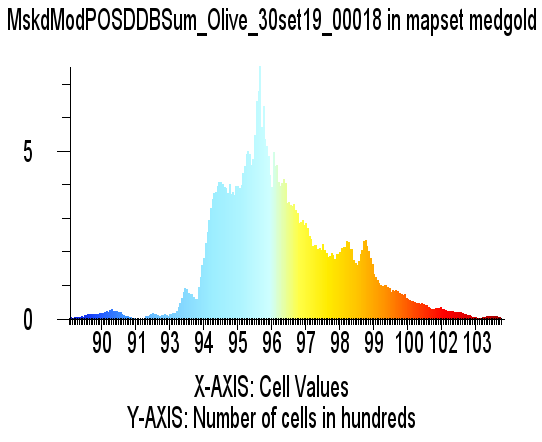 MskdModPOSDDBSum_Olive_30set19_00018 in mapset medgold
5
0
90 91 93 94 95 96 97 98 99 100 102 103
X-AXIS: Cell Values
Y-AXIS: Number of cells in hundreds